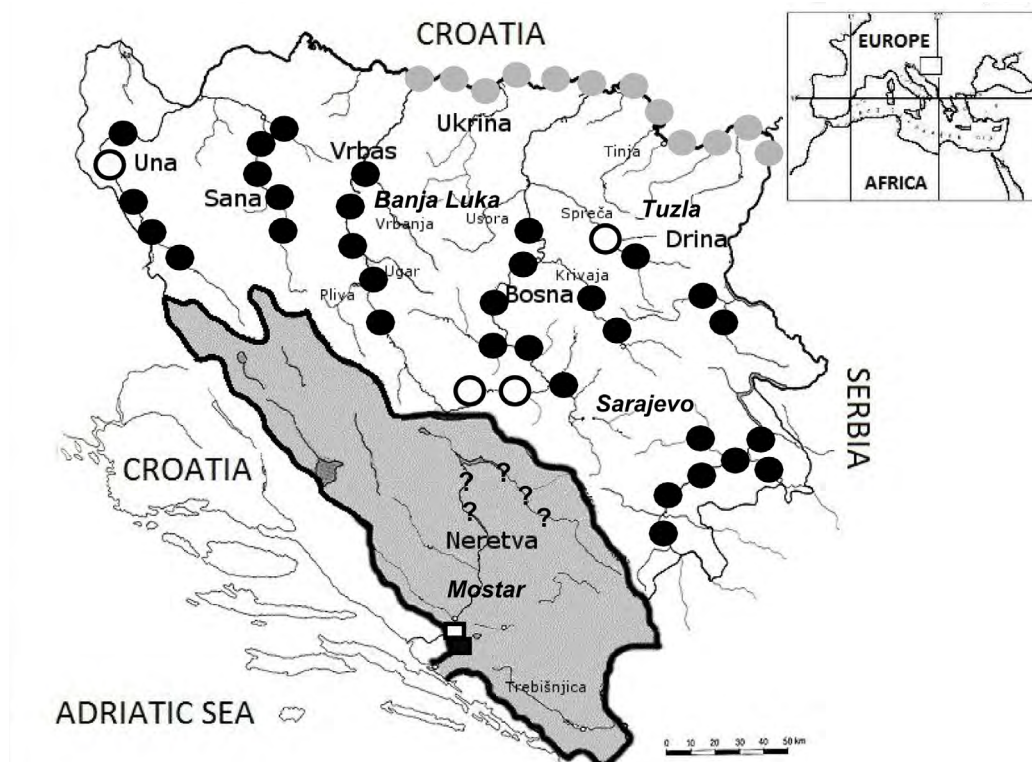 CROATIA
EUROPE
AFRICA
Ukrina
Tinja
Una
Vrbas
Sana
Banja Luka
Vrbanja
Usora
Spreča
Tuzla
Drina
Ugar
Pliva
Krivaja
Bosna
Sarajevo
SERBIA
CROATIA
?
?
?
?
?
Neretva
Mostar
Trebišnjica
ADRIATIC SEA
0 10 20 30 40 50 km